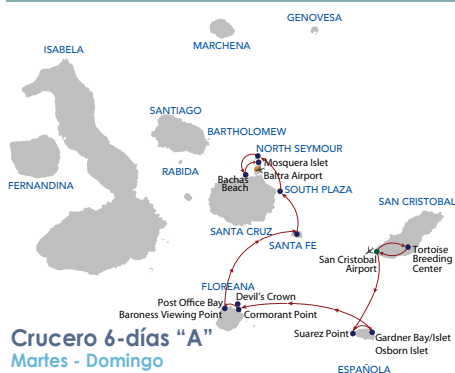 GENOVESA
MARCHENA
ISABELA
SANTIAGO
BARTHOLOMEW
NORTH SEYMOUR
Mosquera Islet
Baltra Airport
RABIDA
Bachas
Beach
FERNANDINA
SOUTH PLAZA
SAN CRISTOBAL
SANTA CRUZ
SANTA FE
San Cristobal
Airport
Tortoise
Breeding
Center
FLOREANA
Devil's Crown
Post Office Bay
Baroness Viewing Point
Cormorant Point
Suarez Point
Gardner Bay/Islet
Osborn Islet
ESPAÑOLA
Crucero 6-días “A”
Martes - Domingo